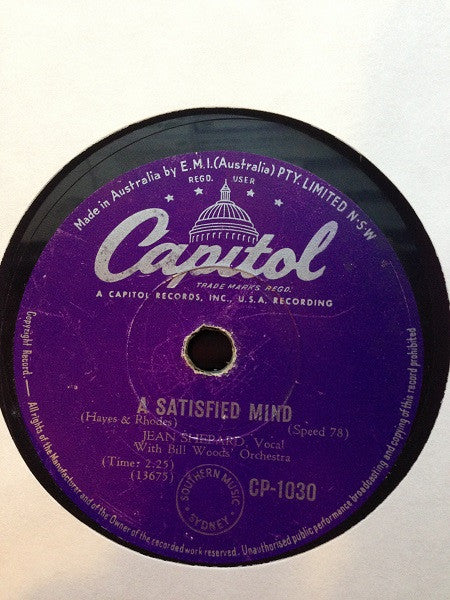 Made in Australia by E.M.I.(Australia) PTY. LIMITED N·S·W
REGD. USER
Capitol
TRADE MARKS REGD.
A CAPITOL RECORDS, INC., U.S.A. RECORDING
A SATISFIED MIND
(Hayes & Rhodes) (Speed 78)
JEAN SHEPARD, Vocal
With Bill Woods' Orchestra
(Time: 2:25)
(13675)
SOUTHERN MUSIC
SYDNEY
CP-1030
Copyright Record. — All rights of the Manufacturer and of the Owner of the recorded work reserved. Unauthorised public performance broadcasting and copying of this record prohibited